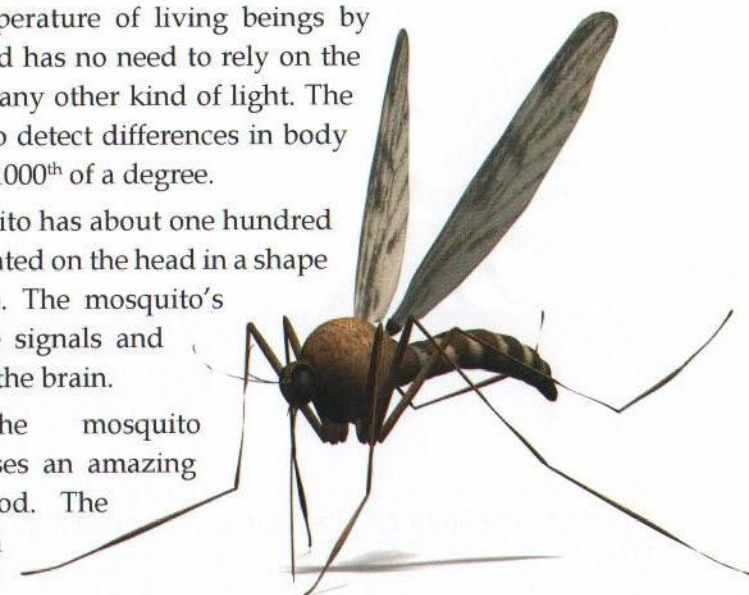 perature of living beings by
d has no need to rely on the
any other kind of light. The
o detect differences in body
1000th of a degree.
ito has about one hundred
ated on the head in a shape
. The mosquito's
e signals and
the brain.
he mosquito
ses an amazing
od. The